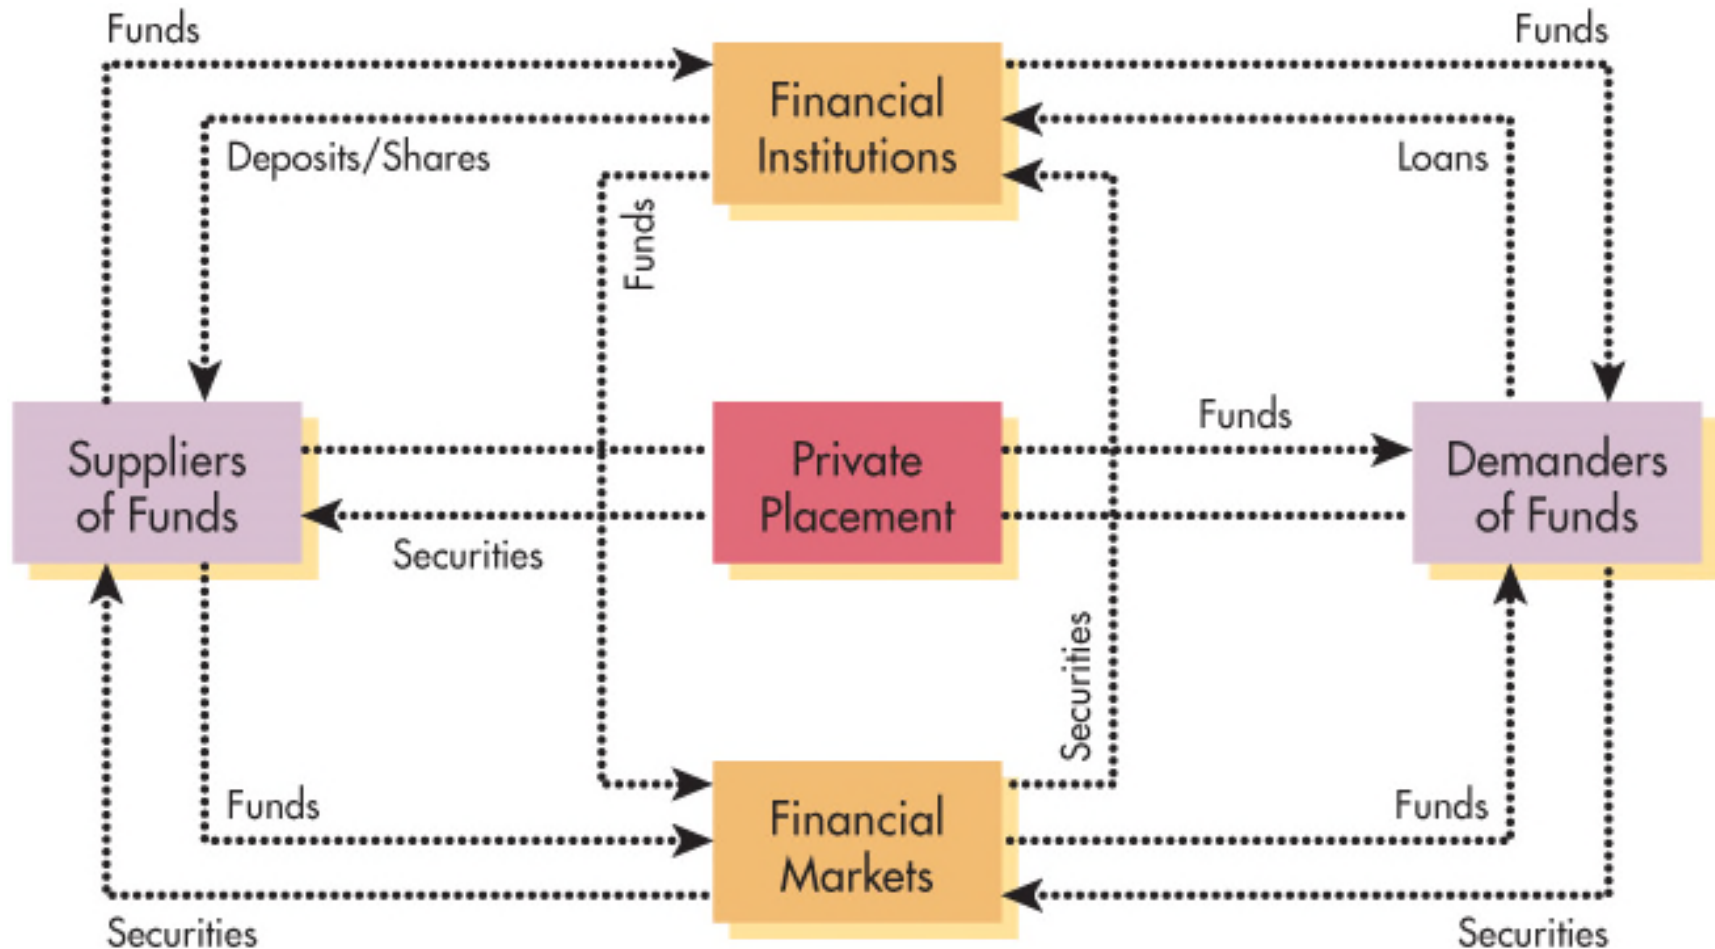 Funds
Funds
Financial
Institutions
Deposits/Shares
Loans
Funds
Suppliers
of Funds
Private
Placement
Funds
Demanders
of Funds
Securities
Securities
Funds
Financial
Markets
Funds
Securities
Securities